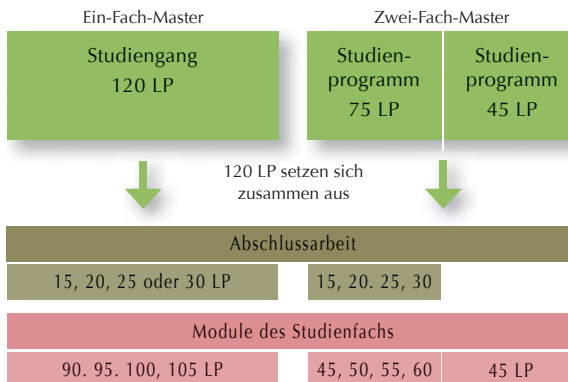 Ein-Fach-Master
Zwei-Fach-Master
Studiengang
120 LP
Studien-
programm
75 LP
Studien-
programm
45 LP
120 LP setzen sich
zusammen aus
Abschlussarbeit
15, 20, 25 oder 30 LP
15, 20. 25, 30
Module des Studienfachs
90. 95. 100, 105 LP
45, 50, 55, 60
45 LP